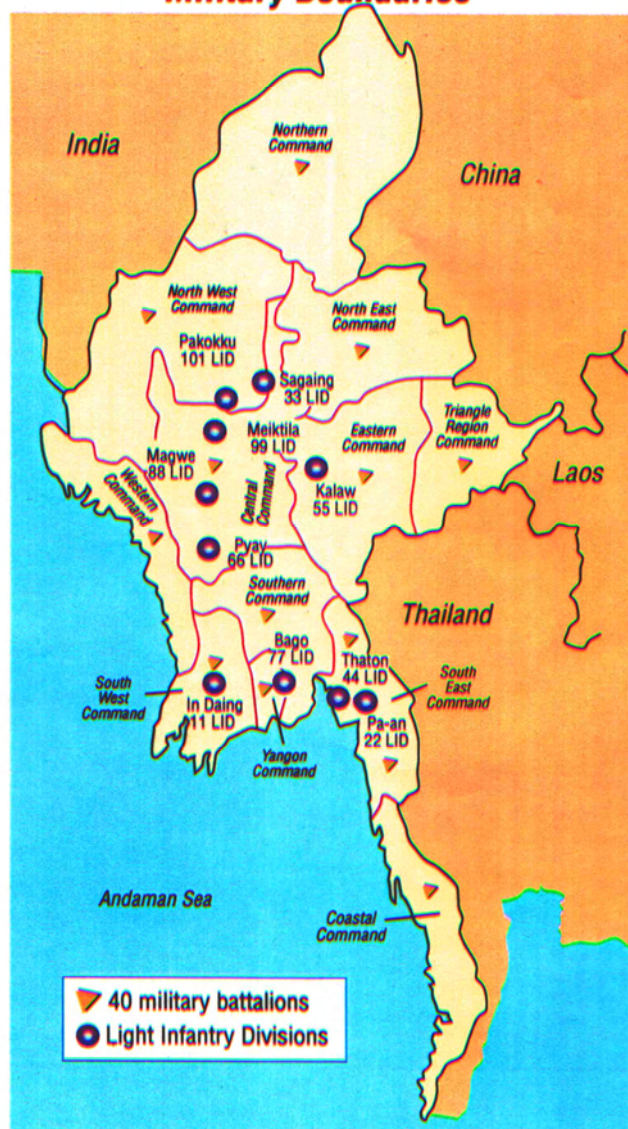 Military Boundaries
India
Northern
Command
China
North West
Command
North East
Command
Pakokku
101 LID
Sagaing
33 LID
Meiktila
99 LID
Eastern
Command
Triangle
Region
Command
Magwe
88 LID
Western
Command
Central
Command
Kalaw
55 LID
Laos
Pyay
66 LID
Southern
Command
Thailand
Bago
77 LID
Thaton
44 LID
South
West
Command
South
East
Command
In Daing
11 LID
Pa-an
22 LID
Yangon
Command
Andaman Sea
Coastal
Command
40 military battalions
Light Infantry Divisions